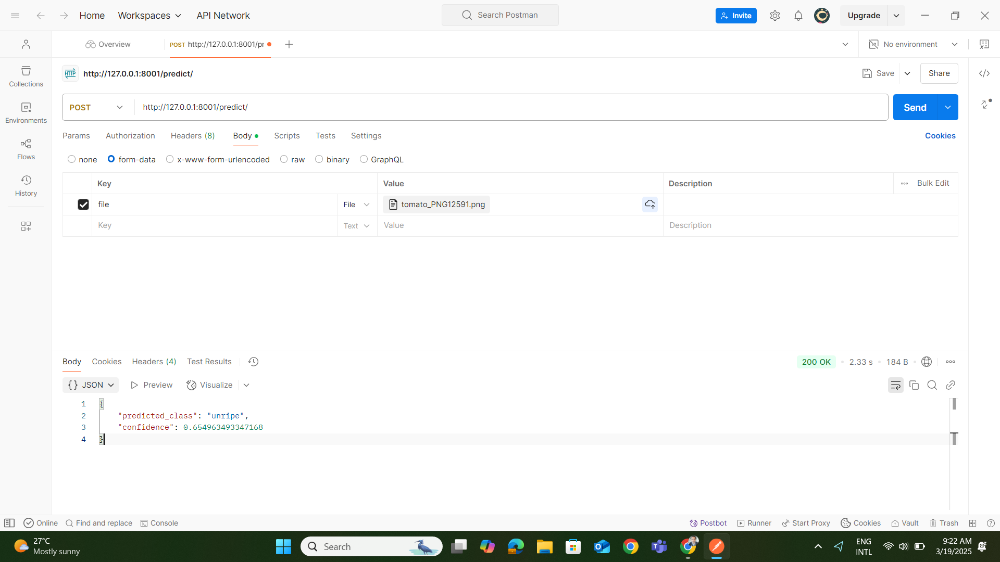 Home Workspaces API Network Search Postman Invite Upgrade
Overview POST http://127.0.0.1:8001/pr No environment
HTTP http://127.0.0.1:8001/predict/ Save Share
Collections
POST http://127.0.0.1:8001/predict/ Send
Environments
Params Authorization Headers (8) Body Scripts Tests Settings Cookies
Flows
none form-data x-www-form-urlencoded raw binary GraphQL
History
Key Value Description Bulk Edit
file File tomato_PNG12591.png
Key Text Value Description
Body Cookies Headers (4) Test Results 200 OK 2.33 s 184 B
{} JSON Preview Visualize
1 {
2 "predicted_class": "unripe",
3 "confidence": 0.654963493347168
4 }
Online Find and replace Console Postbot Runner Start Proxy Cookies Vault Trash
27°C
Mostly sunny
Search
ENG
INTL
9:22 AM
3/19/2025